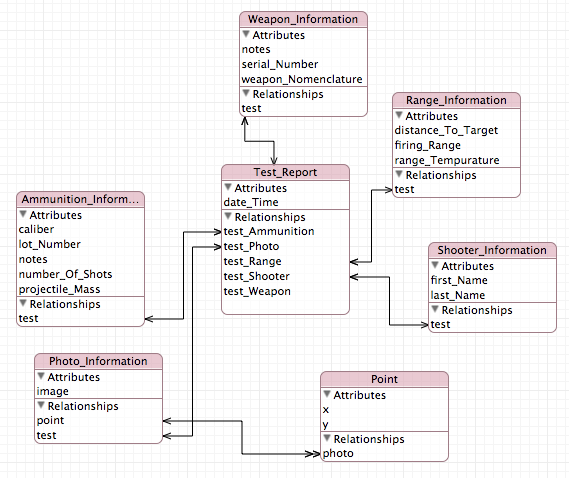 Weapon_Information
Attributes
notes
serial_Number
weapon_Nomenclature
Relationships
test
Range_Information
Attributes
distance_To_Target
firing_Range
range_Tempurature
Relationships
test
Test_Report
Attributes
date_Time
Relationships
test_Ammunition
test_Photo
test_Range
test_Shooter
test_Weapon
Ammunition_Inform...
Attributes
caliber
lot_Number
notes
number_Of_Shots
projectile_Mass
Relationships
test
Shooter_Information
Attributes
first_Name
last_Name
Relationships
test
Photo_Information
Attributes
image
Relationships
point
test
Point
Attributes
x
y
Relationships
photo